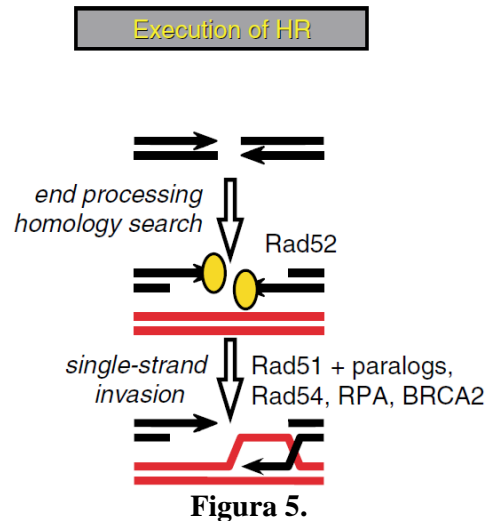 Execution of HR
end processing
homology search
Rad52
single-strand
invasion
Rad51 + paralogs,
Rad54, RPA, BRCA2
Figura 5.